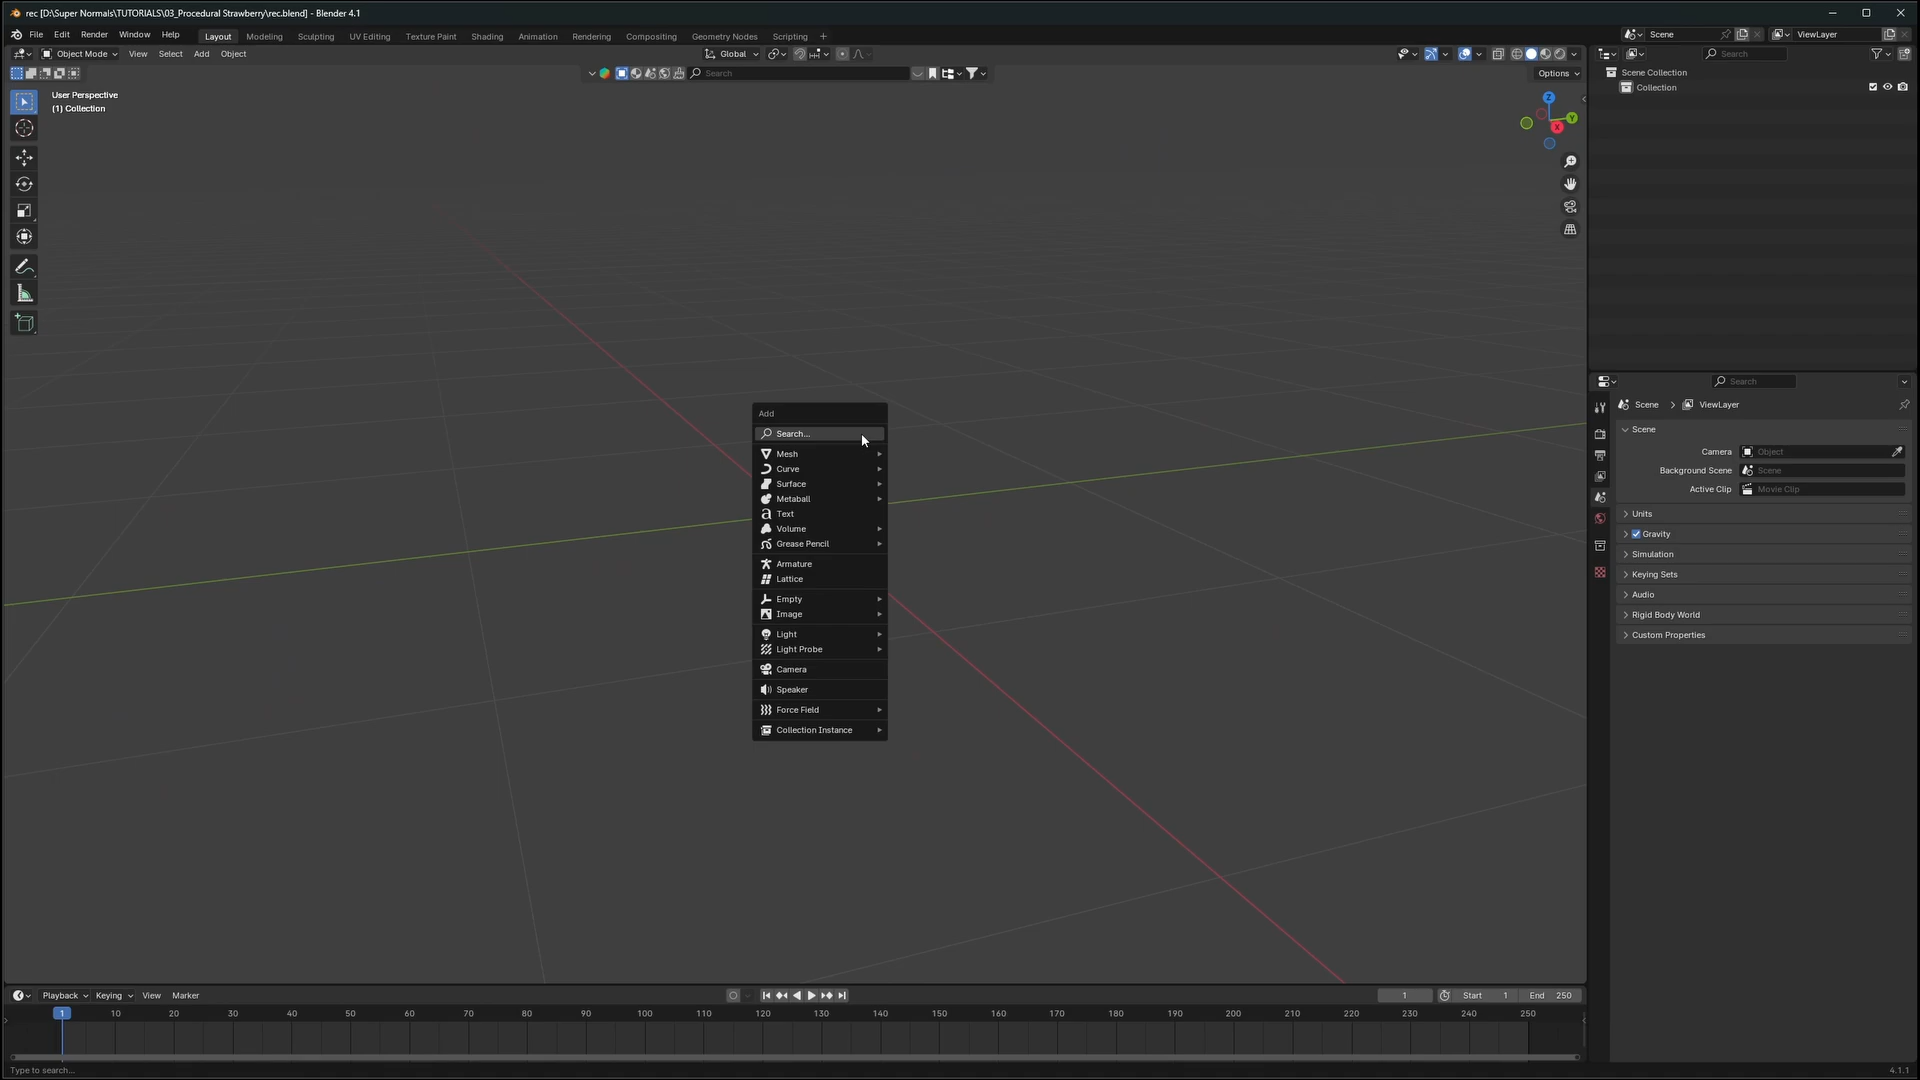 rec [D:\Super Normals\TUTORIALS\03_Procedural Strawberry\rec.blend] - Blender 4.1
File Edit Render Window Help Layout Modeling Sculpting UV Editing Texture Paint Shading Animation Rendering Compositing Geometry Nodes Scripting + Scene ViewLayer
Object Mode View Select Add Object Global Search
Search Options
User Perspective
(1) Collection
Scene Collection
Collection
Z
Y
X
Search
Scene > ViewLayer
Scene
Camera Object
Background Scene Scene
Active Clip Movie Clip
Units
Gravity
Simulation
Keying Sets
Audio
Rigid Body World
Custom Properties
Add
Search...
Mesh
Curve
Surface
Metaball
Text
Volume
Grease Pencil
Armature
Lattice
Empty
Image
Light
Light Probe
Camera
Speaker
Force Field
Collection Instance
Playback Keying View Marker 1 Start 1 End 250
1 10 20 30 40 50 60 70 80 90 100 110 120 130 140 150 160 170 180 190 200 210 220 230 240 250
Type to search... 4.1.1